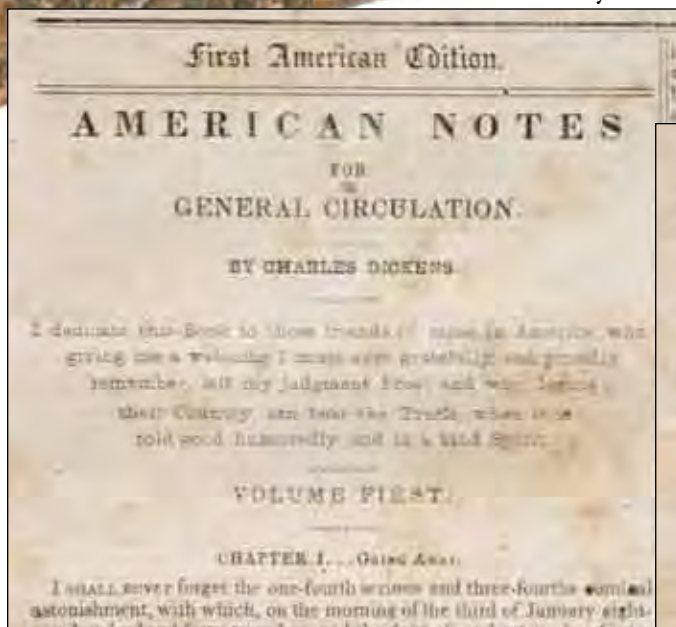 First American Edition.
AMERICAN NOTES
FOR
GENERAL CIRCULATION.
BY CHARLES DICKENS.
I dedicate this Book to those friends of mine in America, who
giving me a welcome I must ever gratefully and proudly
remember, left my judgment free; and who, loving
their Country, can bear the Truth, when it is
told good humoredly and in a kind Spirit.
VOLUME FIRST.
CHAPTER I....Going Away.
I SHALL never forget the one-fourth serious and three-fourths comical
astonishment, with which, on the morning of the third of January eight-